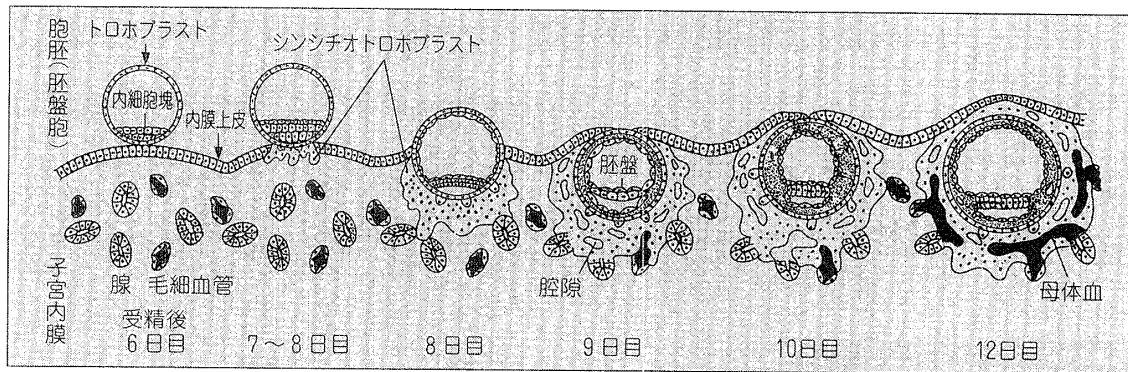 胞胚(胚盤胞)
トロホブラスト
シンシチオトロホブラスト
内細胞塊
内膜上皮
胚盤
子宮内膜
腺
毛細血管
腔隙
母体血
受精後
6日目
7〜8日目
8日目
9日目
10日目
12日目